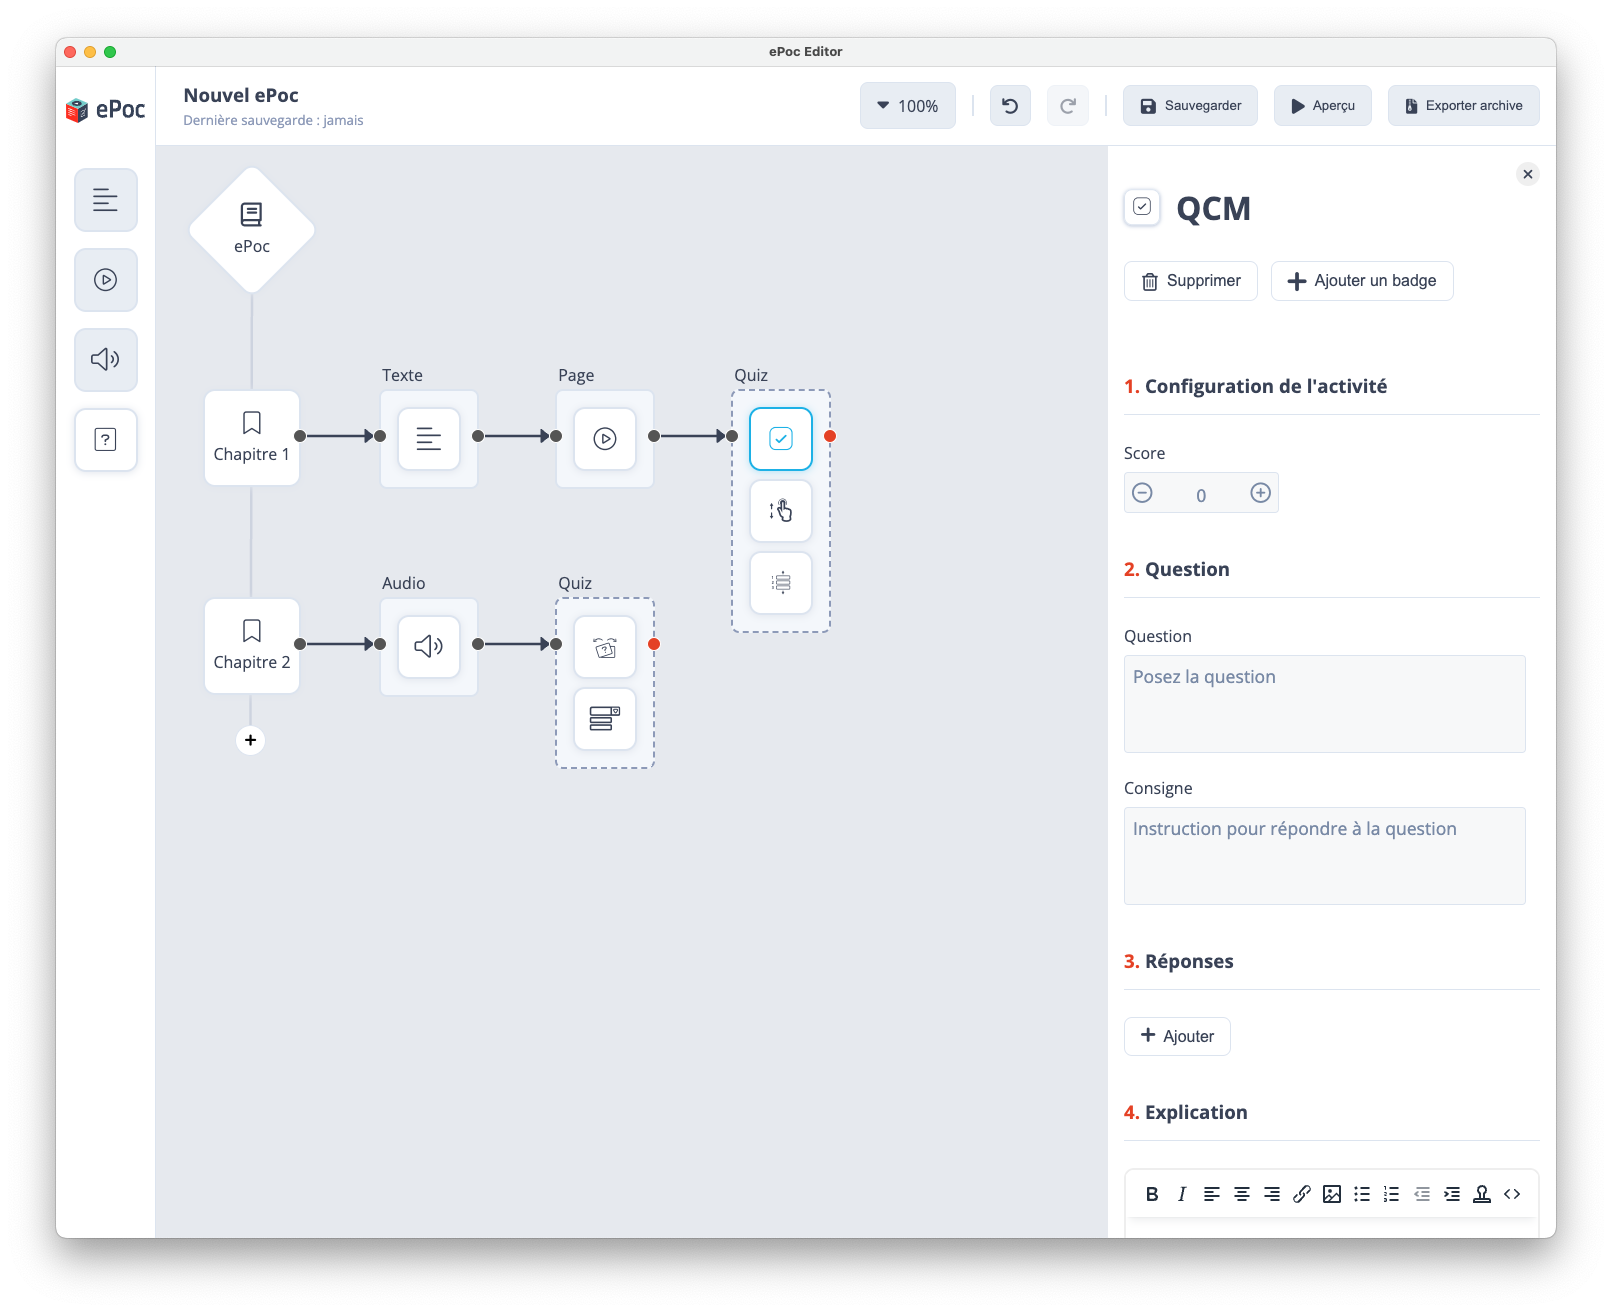 ePoc Editor
ePoc
Nouvel ePoc
Dernière sauvegarde : jamais
100%
Sauvegarder
Aperçu
Exporter archive
ePoc
Texte
Page
Quiz
Chapitre 1
Audio
Quiz
Chapitre 2
QCM
Supprimer
Ajouter un badge
1. Configuration de l'activité
Score
0
2. Question
Question
Posez la question
Consigne
Instruction pour répondre à la question
3. Réponses
Ajouter
4. Explication